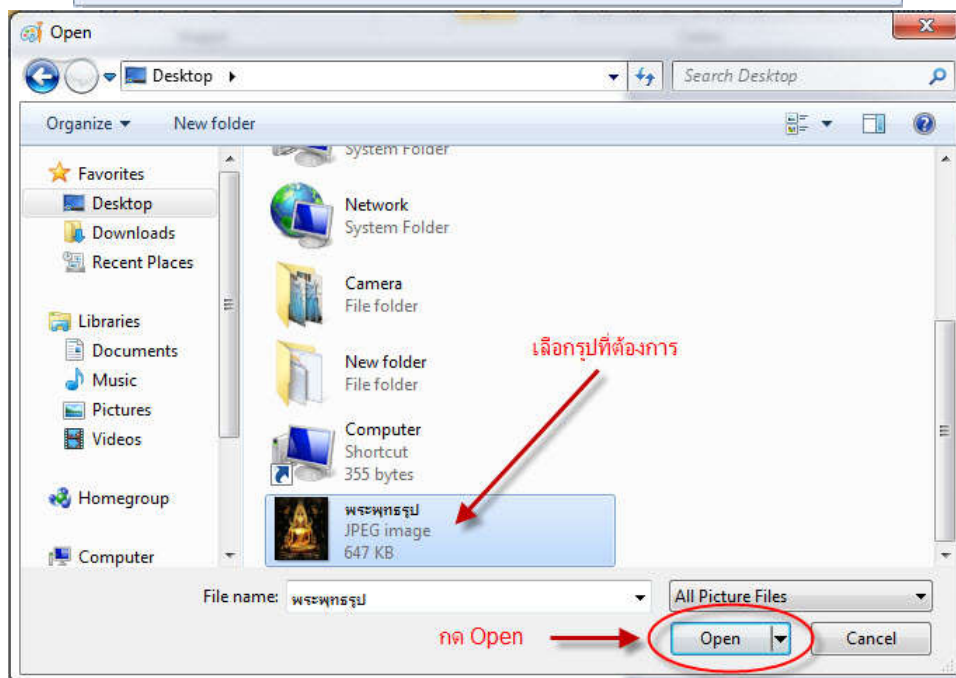 Open
Desktop
Search Desktop
Organize
New folder
Favorites
Desktop
Downloads
Recent Places
Libraries
Documents
Music
Pictures
Videos
Homegroup
Computer
System Folder
Network
System Folder
Camera
File folder
New folder
File folder
Computer
Shortcut
355 bytes
พระพุทธรูป
JPEG image
647 KB
เลือกรูปที่ต้องการ
File name:
พระพุทธรูป
All Picture Files
กด Open
Open
Cancel